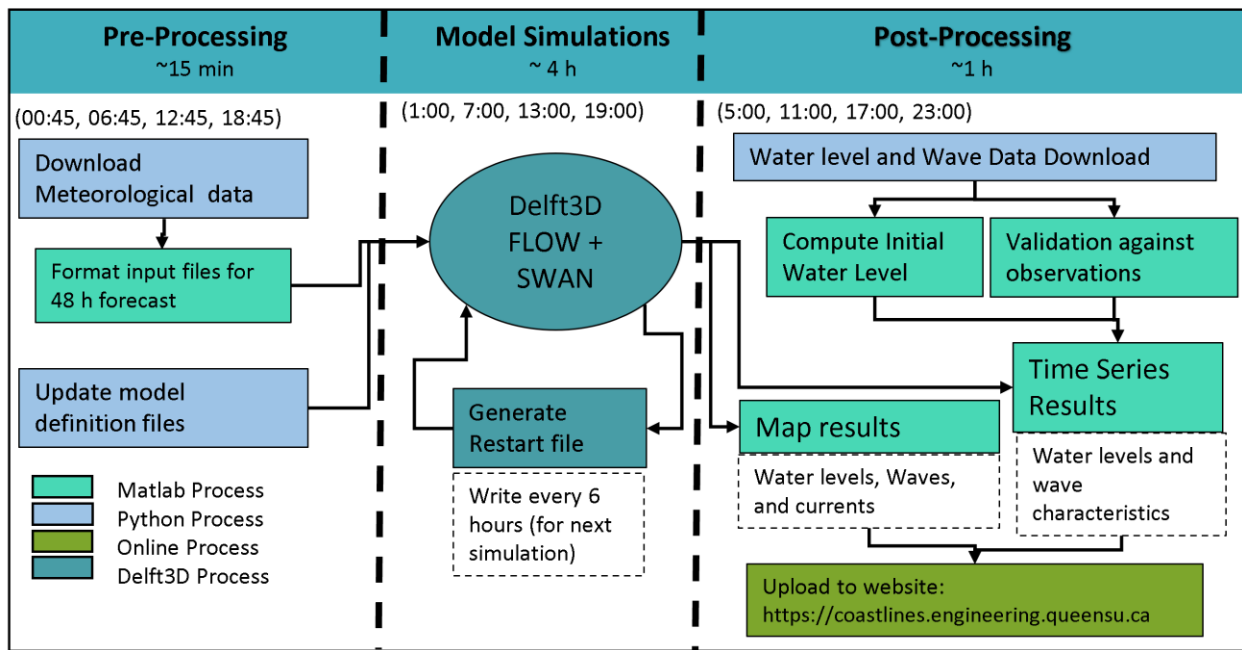 Pre-Processing
~15 min
(00:45, 06:45, 12:45, 18:45)
Download
Meteorological data
Format input files for
48 h forecast
Update model
definition files
Matlab Process
Python Process
Online Process
Delft3D Process
Model Simulations
~ 4 h
(1:00, 7:00, 13:00, 19:00)
Delft3D
FLOW +
SWAN
Generate
Restart file
Write every 6
hours (for next
simulation)
Post-Processing
~1 h
(5:00, 11:00, 17:00, 23:00)
Water level and Wave Data Download
Compute Initial
Water Level
Validation against
observations
Time Series
Results
Water levels and
wave
characteristics
Map results
Water levels, Waves,
and currents
Upload to website:
https://coastlines.engineering.queensu.ca